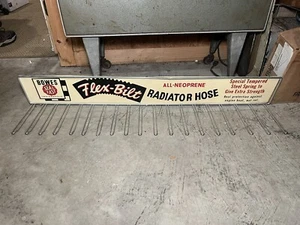 BOWES
SEAL FAST
Flex-Bilt
ALL-NEOPRENE
RADIATOR HOSE
Special Tempered
Steel Spring to
Give Extra Strength